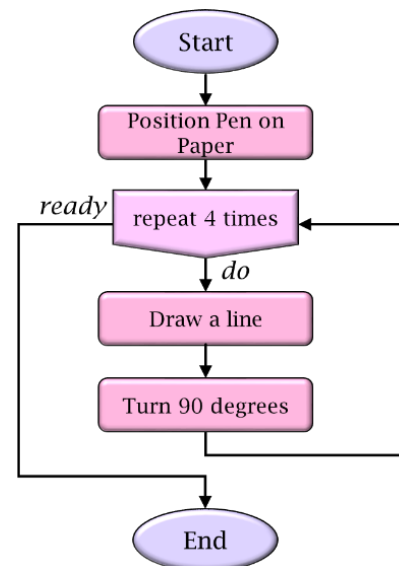 Start
Position Pen on
Paper
ready
repeat 4 times
do
Draw a line
Turn 90 degrees
End